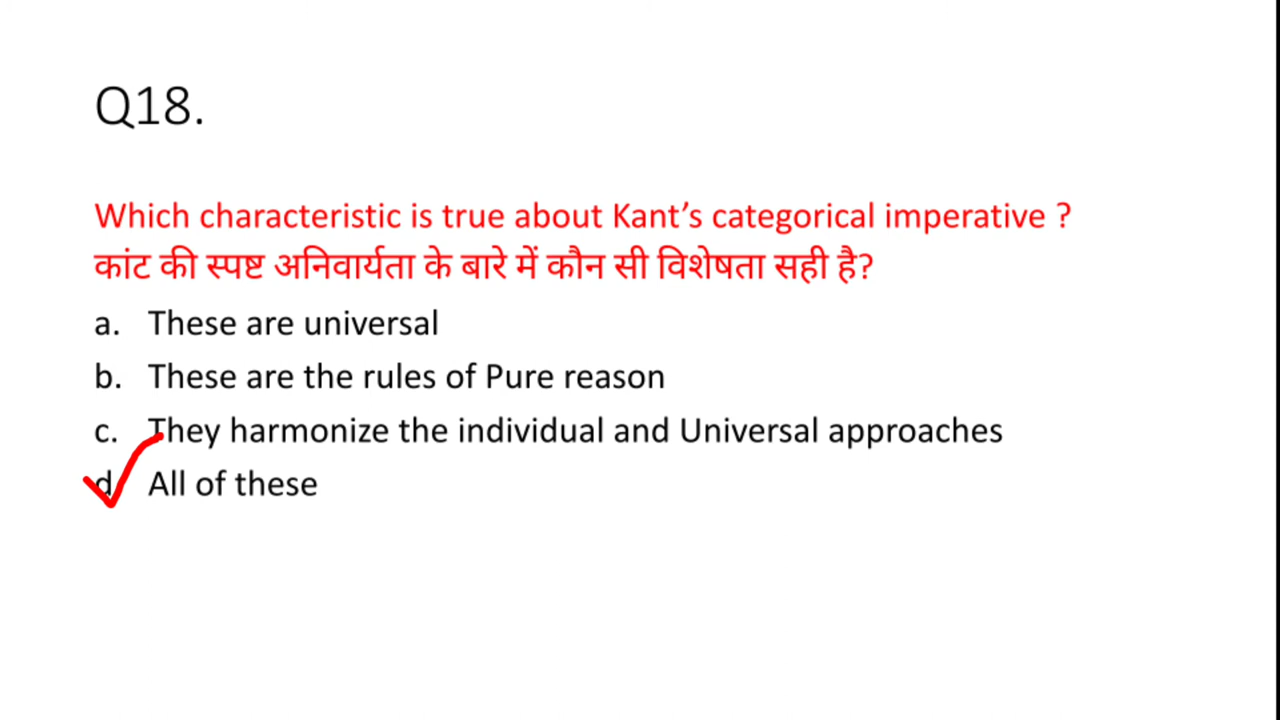 Q18.
Which characteristic is true about Kant’s categorical imperative ?
कांट की स्पष्ट अनिवार्यता के बारे में कौन सी विशेषता सही है?
a. These are universal
b. These are the rules of Pure reason
c. They harmonize the individual and Universal approaches
d. All of these